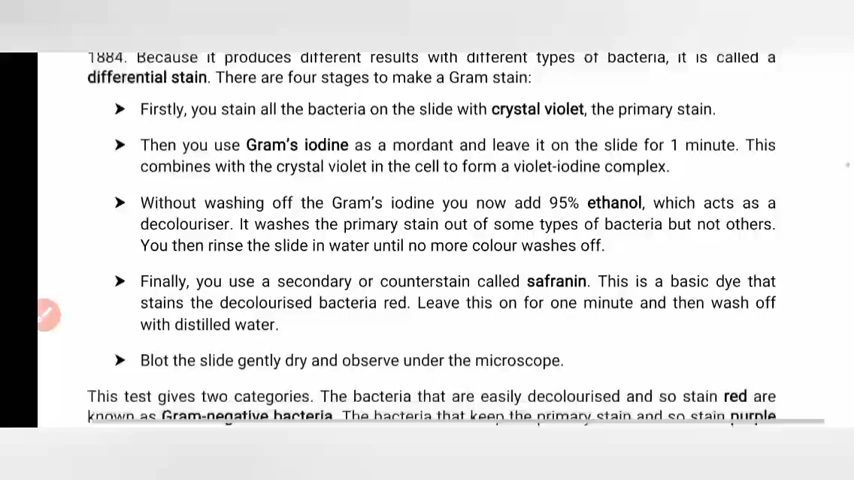 1884. Because it produces different results with different types of bacteria, it is called a
differential stain. There are four stages to make a Gram stain:
➤ Firstly, you stain all the bacteria on the slide with crystal violet, the primary stain.
➤ Then you use Gram's iodine as a mordant and leave it on the slide for 1 minute. This
combines with the crystal violet in the cell to form a violet-iodine complex.
➤ Without washing off the Gram's iodine you now add 95% ethanol, which acts as a
decolouriser. It washes the primary stain out of some types of bacteria but not others.
You then rinse the slide in water until no more colour washes off.
➤ Finally, you use a secondary or counterstain called safranin. This is a basic dye that
stains the decolourised bacteria red. Leave this on for one minute and then wash off
with distilled water.
➤ Blot the slide gently dry and observe under the microscope.
This test gives two categories. The bacteria that are easily decolourised and so stain red are
known as Gram-negative bacteria. The bacteria that keep the primary stain and so stain purple